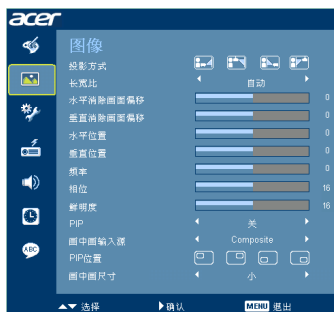 acer
图像
投影方式
长宽比 自动
水平消除画面偏移 0
垂直消除画面偏移 0
水平位置 0
垂直位置 0
频率 0
相位 16
鲜明度 16
PIP 关
画中画输入源 Composite
PIP位置
画中画尺寸 小
ABC
选择 确认 MENU 退出